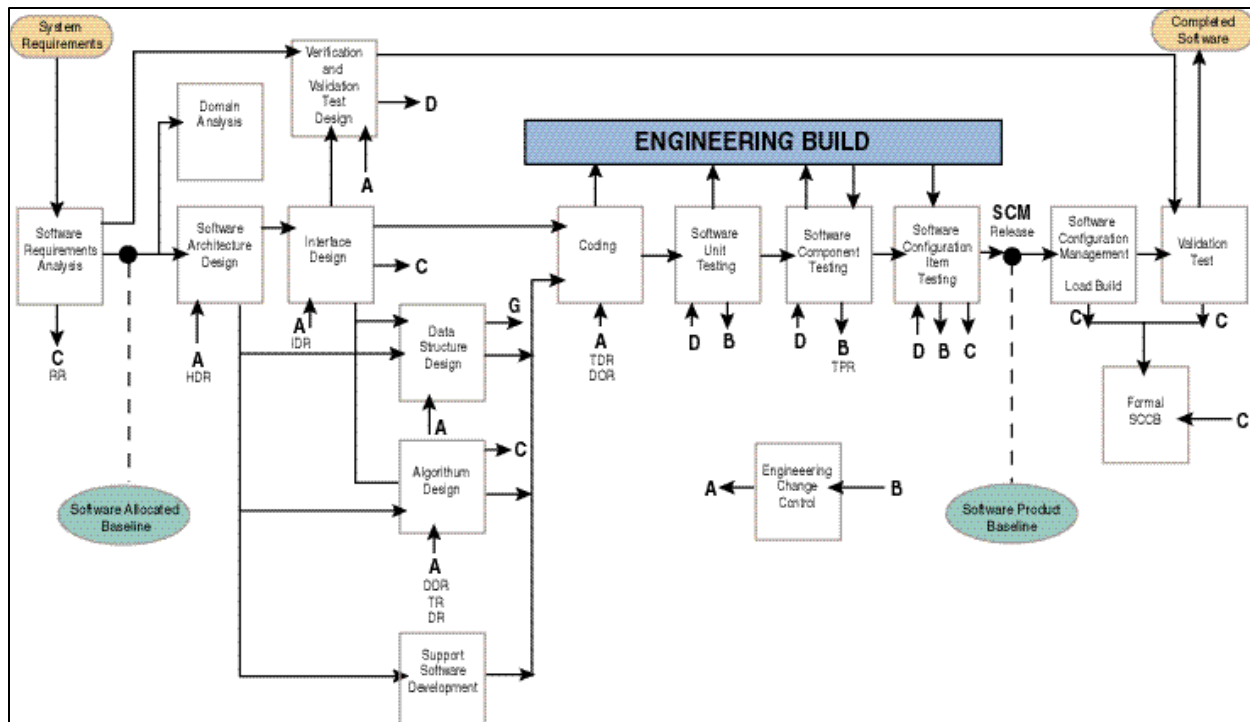 System
Requirements
Completed
Software
Verification
and
Validation
Test
Design
D
A
Domain
Analysis
ENGINEERING BUILD
Software
Requirements
Analysis
C
RR
Software
Architecture
Design
A
HDR
Interface
Design
C
A
IDR
Coding
A
TDR
DOR
Software
Unit
Testing
D
B
Software
Component
Testing
D
B
TPR
Software
Configuration
Item
Testing
D
B
C
SCM
Release
Software
Configuration
Management
Load Build
C
Validation
Test
C
Formal
SCCB
C
Data
Structure
Design
G
A
Algorithum
Design
C
A
DDR
TR
DR
Support
Software
Development
Engineeering
Change
Control
A
B
Software Allocated
Baseline
Software Product
Baseline